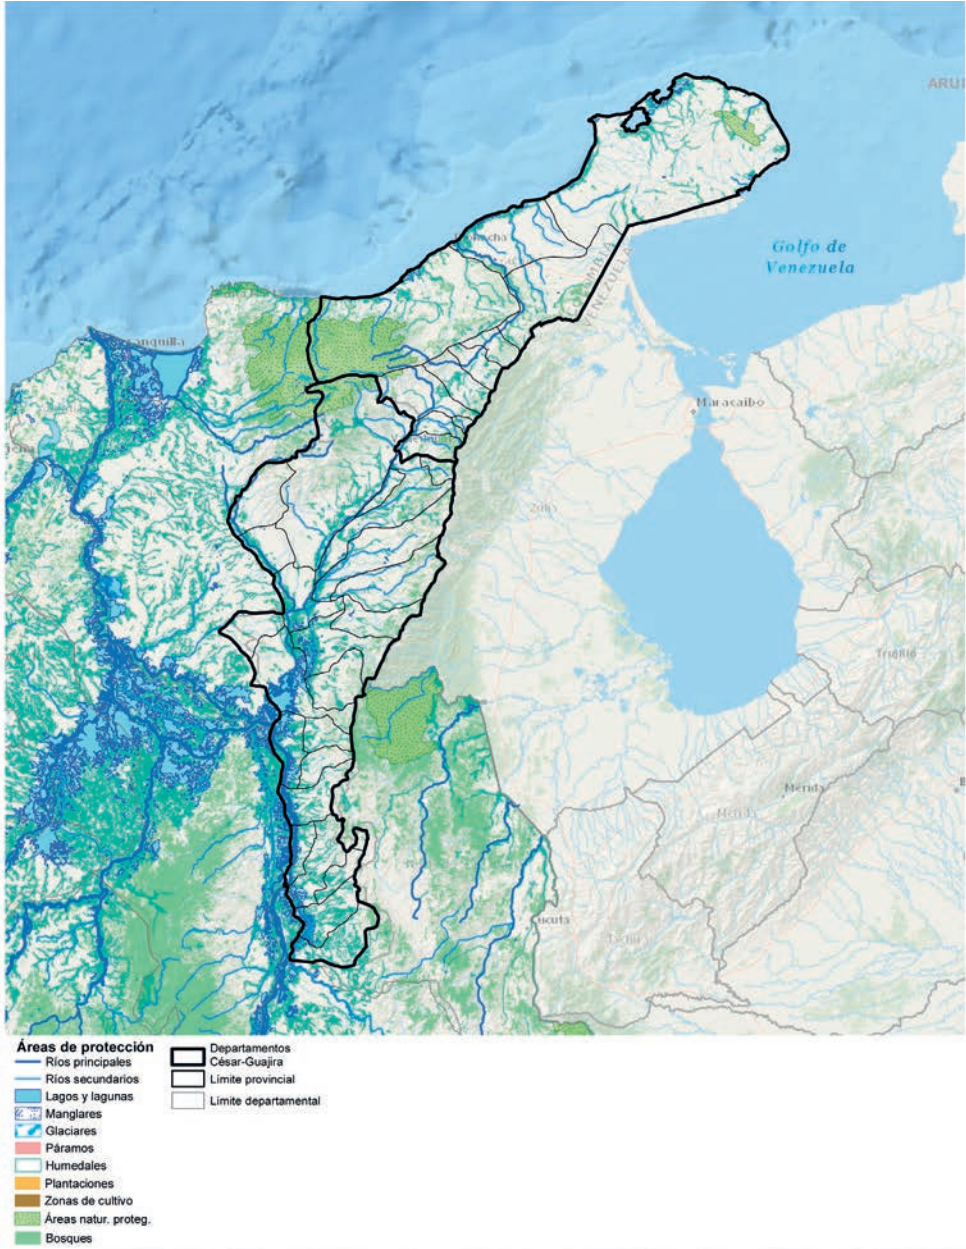 ARU
Golfo de
Venezuela
VENEZUELA
Maracaibo
Zulia
Trujillo
Mérida
Mérida
Cucuta
Áreas de protección
Ríos principales
Ríos secundarios
Lagos y lagunas
Manglares
Glaciares
Páramos
Humedales
Plantaciones
Zonas de cultivo
Áreas natur. proteg.
Bosques
Departamentos
César-Guajira
Límite provincial
Límite departamental